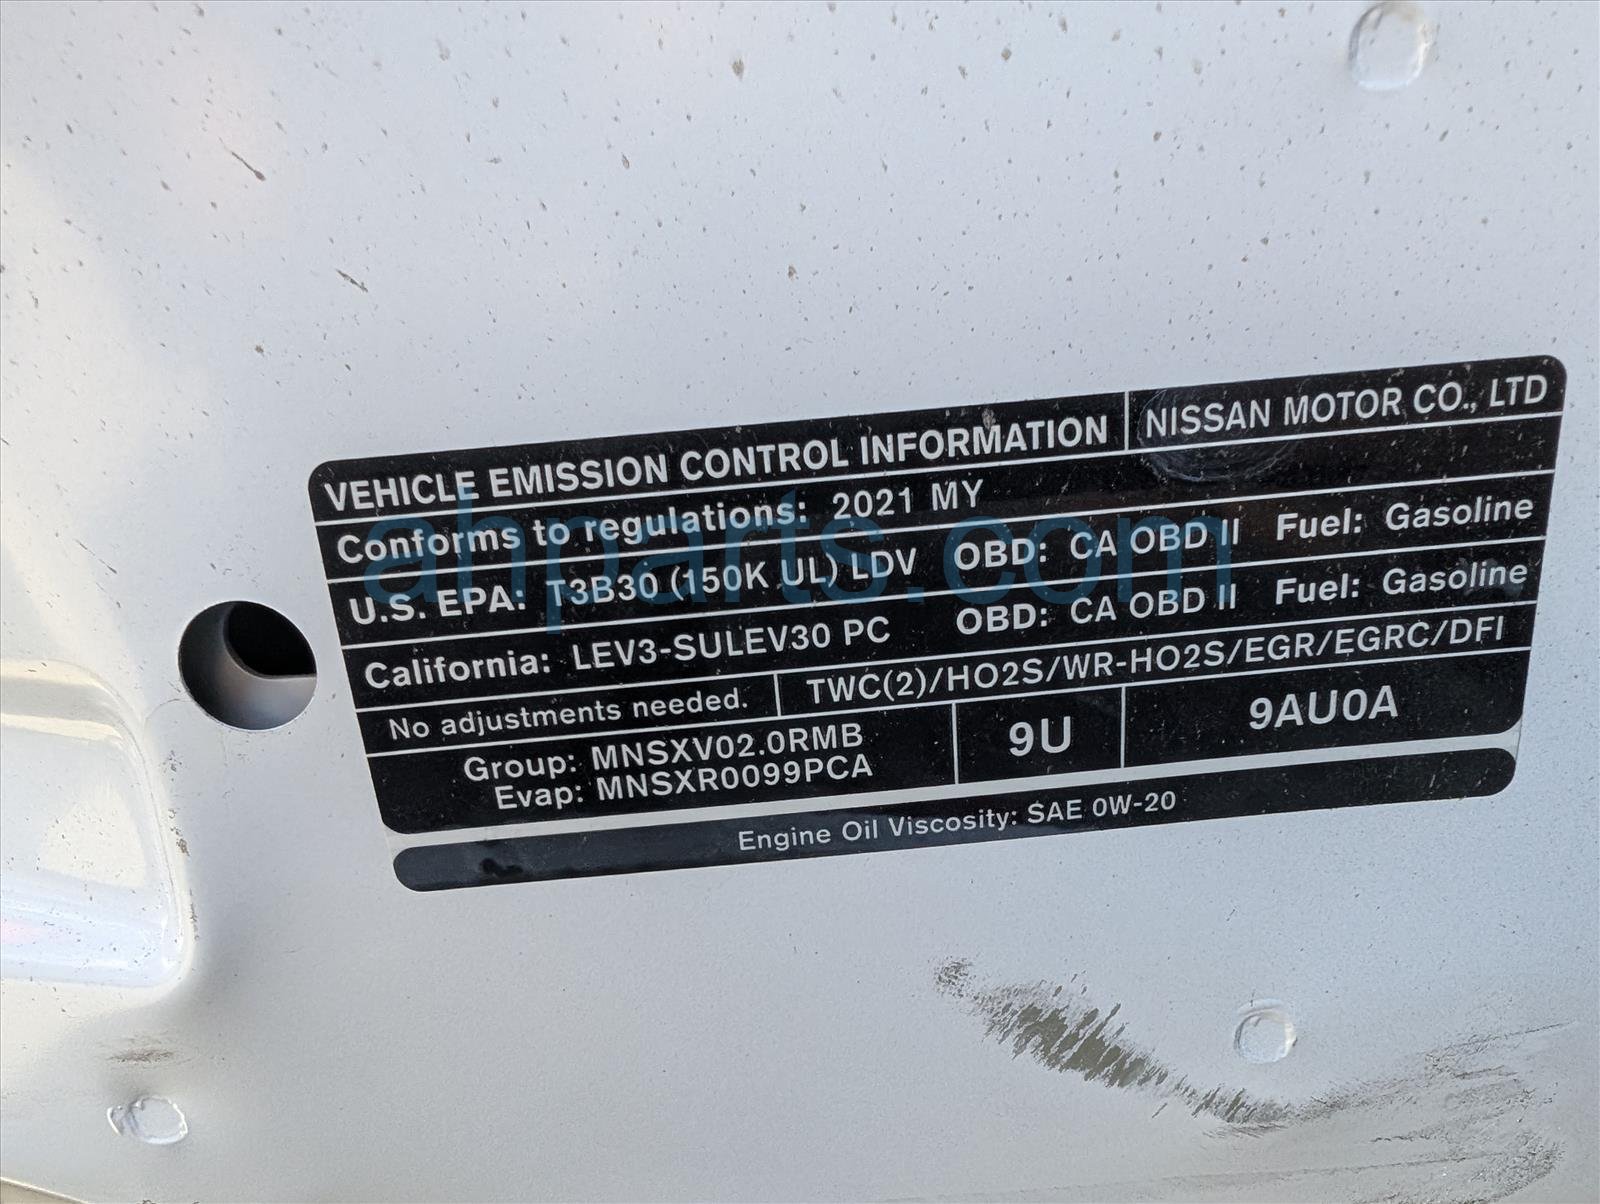 VEHICLE EMISSION CONTROL INFORMATION NISSAN MOTOR CO., LTD
Conforms to regulations: 2021 MY
U.S. EPA: T3B30 (150K UL) LDV OBD: CA OBD II Fuel: Gasoline
California: LEV3-SULEV30 PC OBD: CA OBD II Fuel: Gasoline
No adjustments needed. TWC(2)/HO2S/WR-HO2S/EGR/EGRC/DFI
Group: MNSXV02.0RMB 9U 9AU0A
Evap: MNSXR0099PCA
Engine Oil Viscosity: SAE 0W-20
ahparts.com